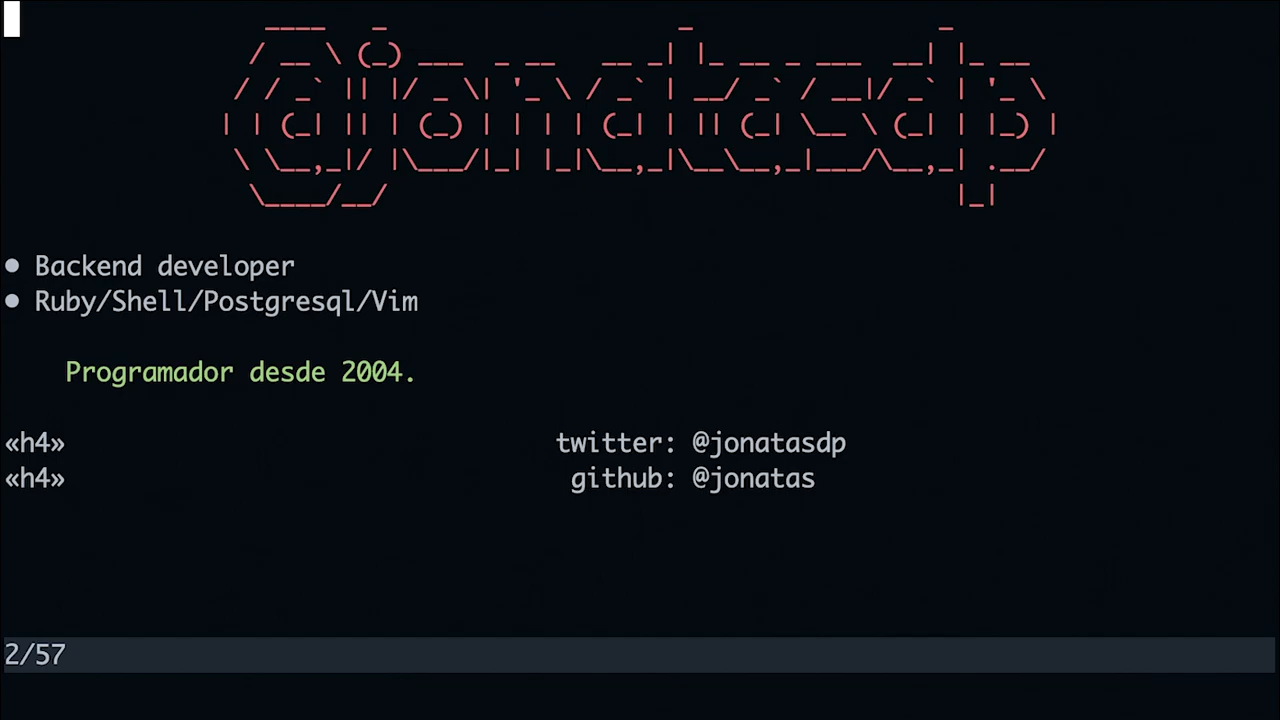 @jonatasdp
● Backend developer
● Ruby/Shell/Postgresql/Vim
Programador desde 2004.
«h4» twitter: @jonatasdp
«h4» github: @jonatas
2/57